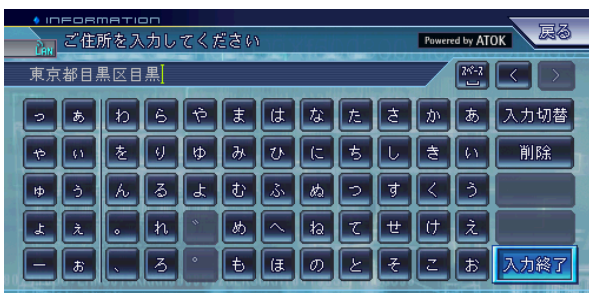 INFORMATION
LAN ご住所を入力してください Powered by ATOK 戻る
東京都目黒区目黒 スペース < >
っ ぁ わ ら や ま は な た さ か あ 入力切替
ゃ ぃ を り ゆ み ひ に ち し き い 削除
ゅ ぅ ん る よ む ふ ぬ つ す く う
ょ ぇ 。 れ ゛ め へ ね て せ け え
ー ぉ 、 ろ ゜ も ほ の と そ こ お 入力終了